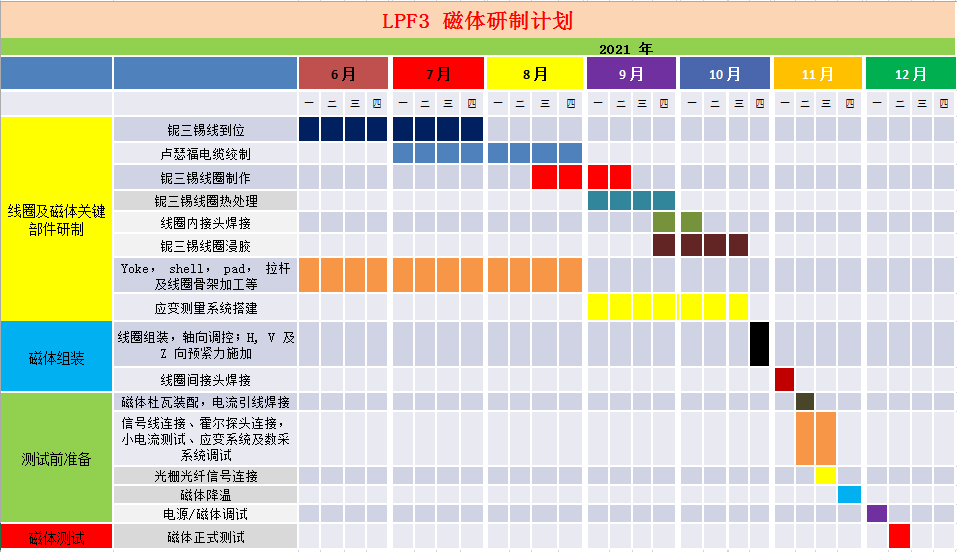 LPF3 磁体研制计划
2021 年
6月 7月 8月 9月 10月 11月 12月
一 二 三 四 一 二 三 四 一 二 三 四 一 二 三 四 一 二 三 四 一 二 三 四 一 二 三 四
线圈及磁体关键
部件研制
铌三锡线到位
卢瑟福电缆绞制
铌三锡线圈制作
铌三锡线圈热处理
线圈内接头焊接
铌三锡线圈浸胶
Yoke, shell, pad, 拉杆
及线圈骨架加工等
应变测量系统搭建
磁体组装
线圈组装,轴向调控;H, V 及
Z 向预紧力施加
线圈间接头焊接
测试前准备
磁体杜瓦装配,电流引线焊接
信号线连接、霍尔探头连接,
小电流测试、应变系统及数采
系统调试
光栅光纤信号连接
磁体降温
电源/磁体调试
磁体测试
磁体正式测试